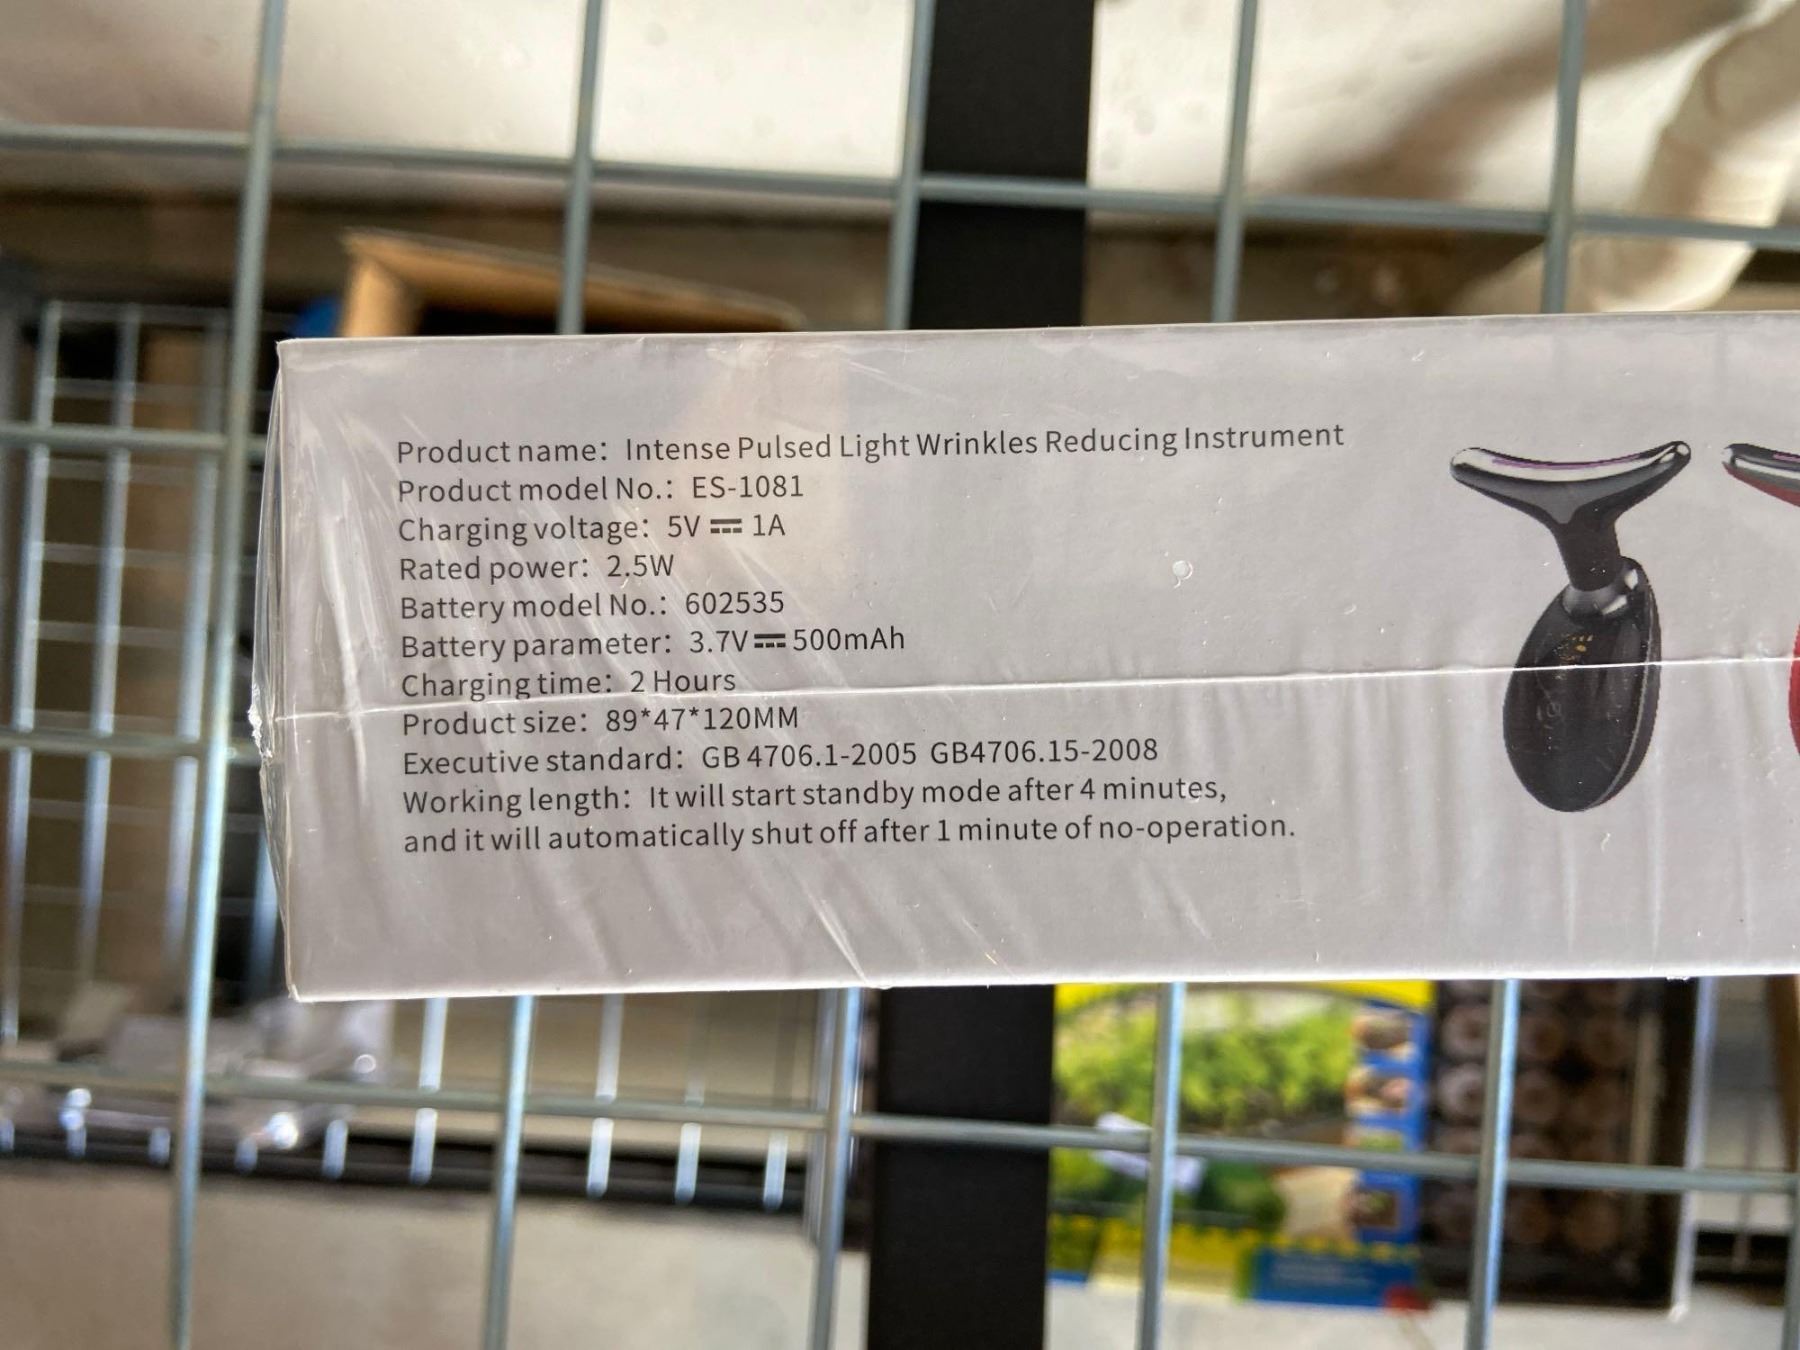 Product name: Intense Pulsed Light Wrinkles Reducing Instrument
Product model No.: ES-1081
Charging voltage: 5V ⎓ 1A
Rated power: 2.5W
Battery model No.: 602535
Battery parameter: 3.7V⎓500mAh
Charging time: 2 Hours
Product size: 89*47*120MM
Executive standard: GB 4706.1-2005 GB4706.15-2008
Working length: It will start standby mode after 4 minutes,
and it will automatically shut off after 1 minute of no-operation.